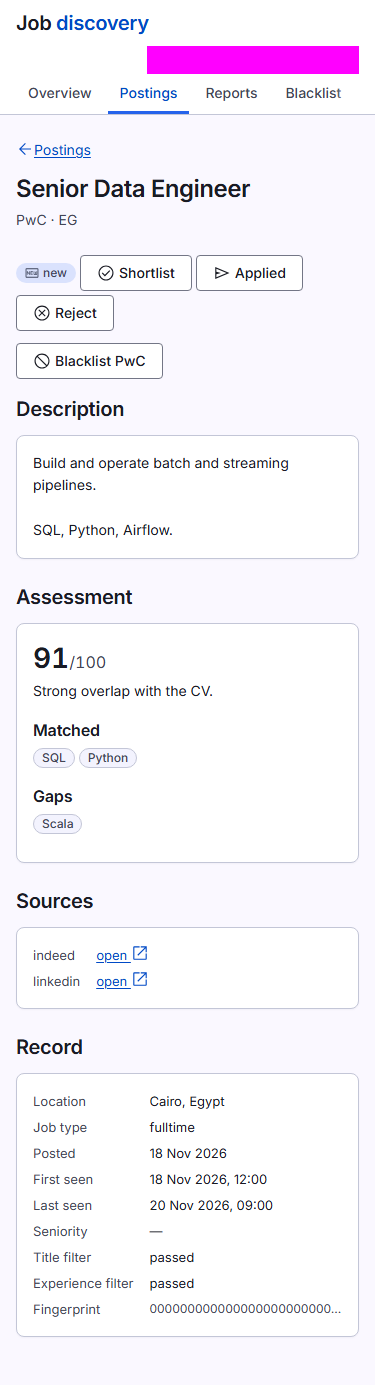 Job discovery
Overview Postings Reports Blacklist
Postings
Senior Data Engineer
PwC · EG
NEW new Shortlist Applied
Reject
Blacklist PwC
Description
Build and operate batch and streaming
pipelines.
SQL, Python, Airflow.
Assessment
91/100
Strong overlap with the CV.
Matched
SQL Python
Gaps
Scala
Sources
indeed open
linkedin open
Record
Location Cairo, Egypt
Job type fulltime
Posted 18 Nov 2026
First seen 18 Nov 2026, 12:00
Last seen 20 Nov 2026, 09:00
Seniority —
Title filter passed
Experience filter passed
Fingerprint 000000000000000000000000...